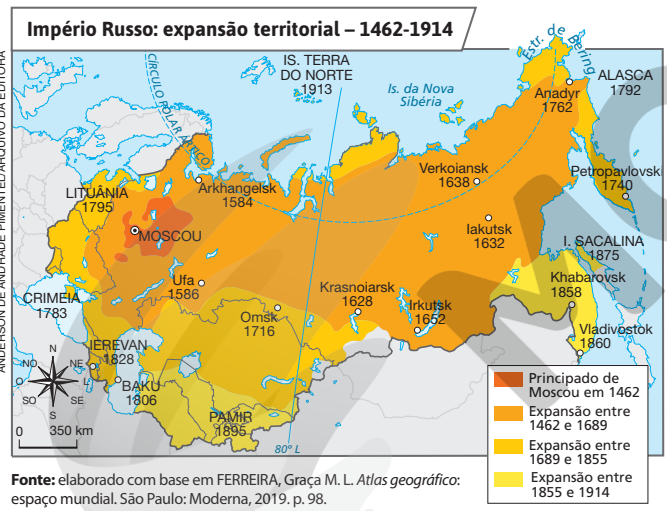 Império Russo: expansão territorial – 1462-1914
ANDERSON DE ANDRADE PIMENTEL/ARQUIVO DA EDITORA
CÍRCULO POLAR ÁRTICO
IS. TERRA
DO NORTE
1913
Is. da Nova
Sibéria
Estr. de Bering
ALASCA
1792
Anadyr
1762
Petropavlovski
1740
Verkoiansk
1638
Iakutsk
1632
I. SACALINA
1875
Khabarovsk
1858
Vladivostok
1860
LITUÂNIA
1795
Arkhangelsk
1584
MOSCOU
Ufa
1586
CRIMEIA
1783
Krasnoiarsk
1628
Irkutsk
1652
Omsk
1716
IEREVAN
1828
BAKU
1806
PAMIR
1895
80º L
N
NO
NE
O
L
SO
SE
S
0 350 km
Principado de
Moscou em 1462
Expansão entre
1462 e 1689
Expansão entre
1689 e 1855
Expansão entre
1855 e 1914
Fonte: elaborado com base em FERREIRA, Graça M. L. Atlas geográfico:
espaço mundial. São Paulo: Moderna, 2019. p. 98.